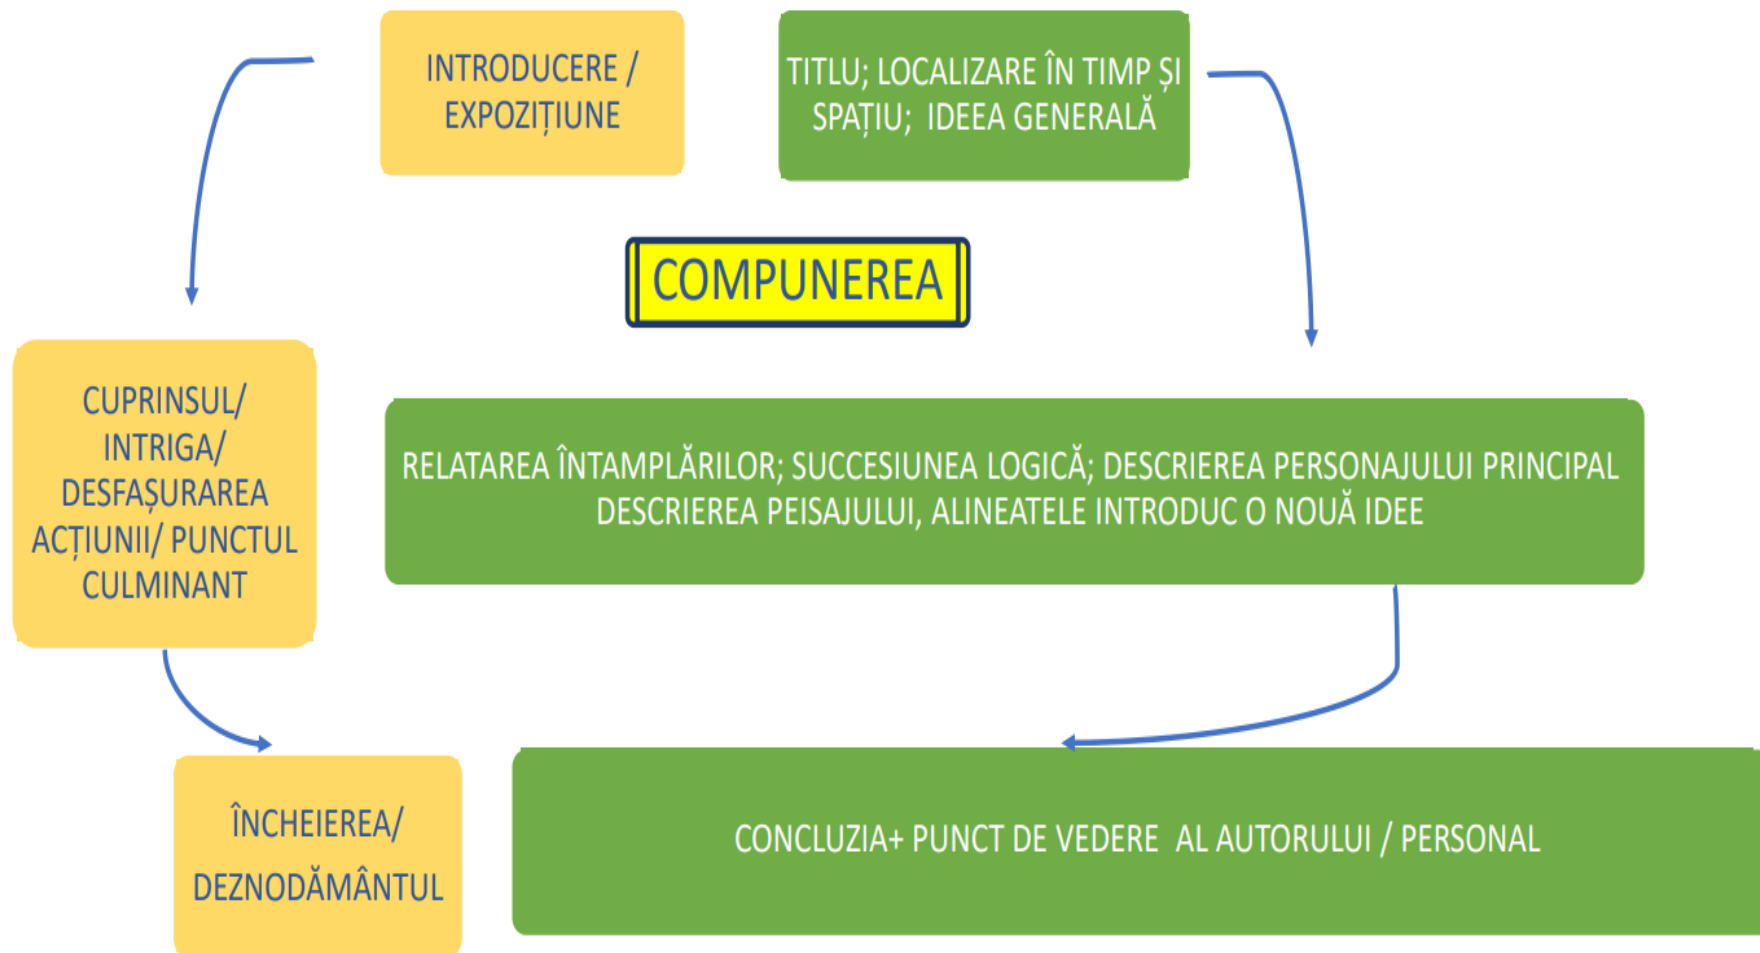 INTRODUCERE /
EXPOZIȚIUNE
TITLU; LOCALIZARE ÎN TIMP ȘI
SPAȚIU; IDEEA GENERALĂ
COMPUNEREA
CUPRINSUL/
INTRIGA/
DESFAȘURAREA
ACȚIUNII/ PUNCTUL
CULMINANT
RELATAREA ÎNTAMPLĂRILOR; SUCCESIUNEA LOGICĂ; DESCRIEREA PERSONAJULUI PRINCIPAL
DESCRIEREA PEISAJULUI, ALINEATELE INTRODUC O NOUĂ IDEE
ÎNCHEIEREA/
DEZNODĂMÂNTUL
CONCLUZIA+ PUNCT DE VEDERE AL AUTORULUI / PERSONAL